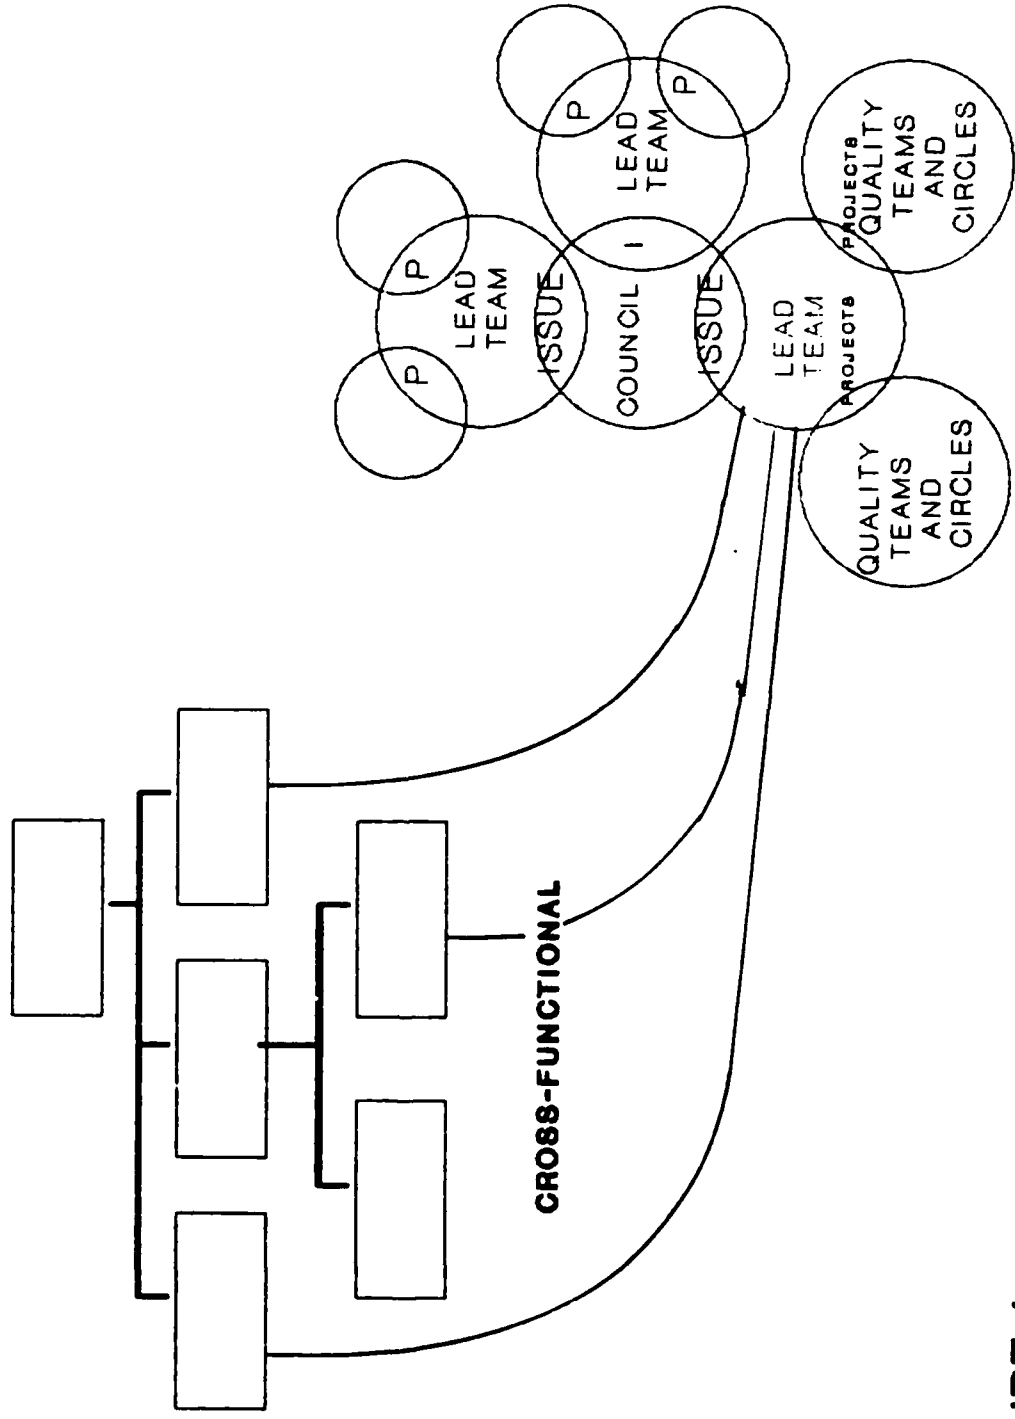 P
P
LEAD
TEAM
ISSUE
CROSS-FUNCTIONAL
P
COUNCIL
I
LEAD
TEAM
P
ISSUE
LEAD
TEAM
PROJECTS
PROJECTS
QUALITY
TEAMS
AND
CIRCLES
QUALITY
TEAMS
AND
CIRCLES